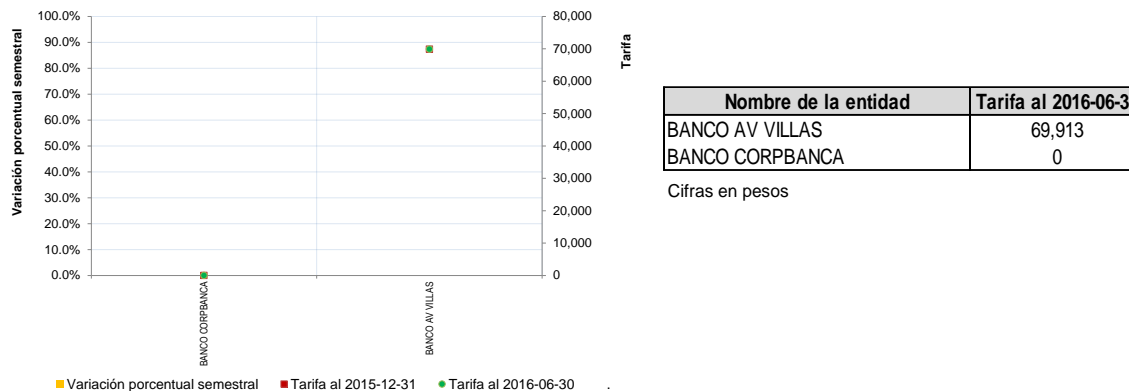 100.0%
90.0%
80.0%
70.0%
60.0%
50.0%
40.0%
30.0%
20.0%
10.0%
0.0%
Variación porcentual semestral
80,000
70,000
60,000
50,000
40,000
30,000
20,000
10,000
0
Tarifa
BANCO CORPBANCA
BANCO AV VILLAS
Variación porcentual semestral Tarifa al 2015-12-31 Tarifa al 2016-06-30 .
Nombre de la entidad Tarifa al 2016-06-3
BANCO AV VILLAS 69,913
BANCO CORPBANCA 0
Cifras en pesos